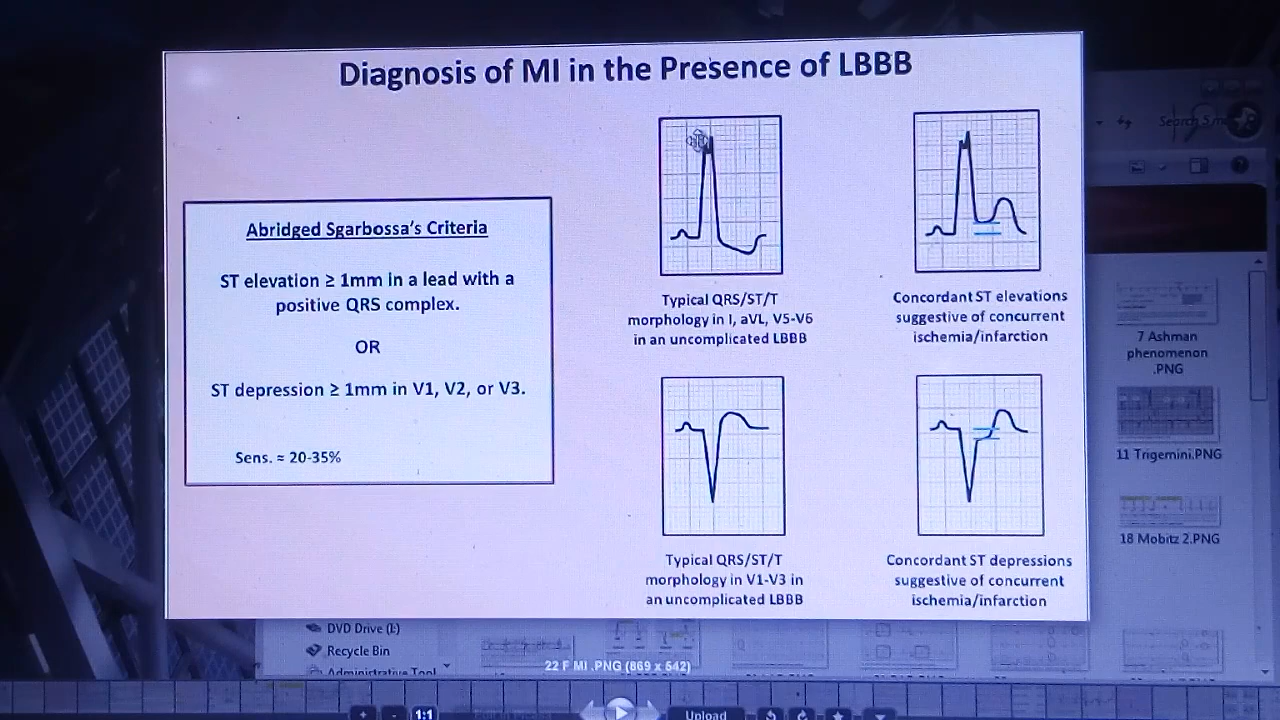 Diagnosis of MI in the Presence of LBBB
Abridged Sgarbossa's Criteria
ST elevation ≥ 1mm in a lead with a
positive QRS complex.
OR
ST depression ≥ 1mm in V1, V2, or V3.
Sens. ≈ 20-35%
Typical QRS/ST/T
morphology in I, aVL, V5-V6
in an uncomplicated LBBB
Concordant ST elevations
suggestive of concurrent
ischemia/infarction
Typical QRS/ST/T
morphology in V1-V3 in
an uncomplicated LBBB
Concordant ST depressions
suggestive of concurrent
ischemia/infarction
Search
7 Ashman
phenomenon
.PNG
11 Trigemini.PNG
18 Mobitz 2.PNG
DVD Drive (I:)
Recycle Bin
Administrative Tool
22 F MI .PNG (869 x 542)
+ - 1:1
Upload